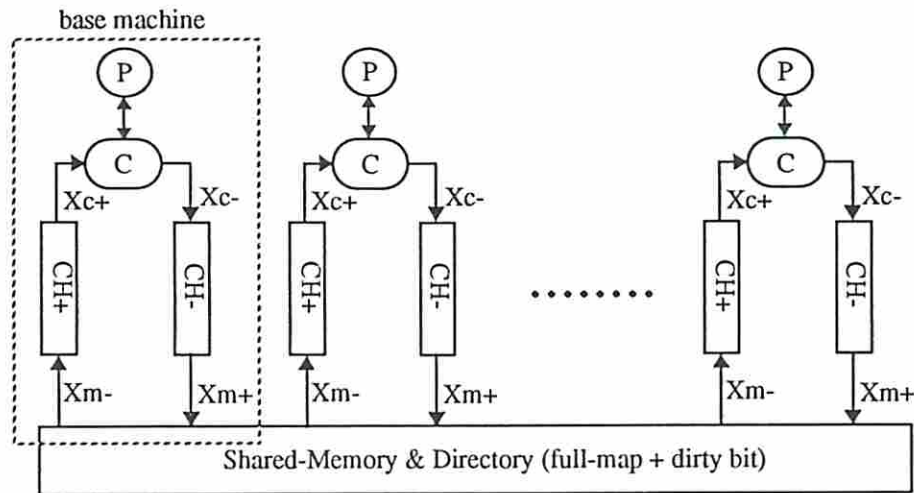 base machine
P
P
P
C
C
C
Xc+
Xc-
Xc+
Xc-
Xc+
Xc-
CH+
CH-
CH+
CH-
CH+
CH-
Xm-
Xm+
Xm-
Xm+
Xm-
Xm+
Shared-Memory & Directory (full-map + dirty bit)